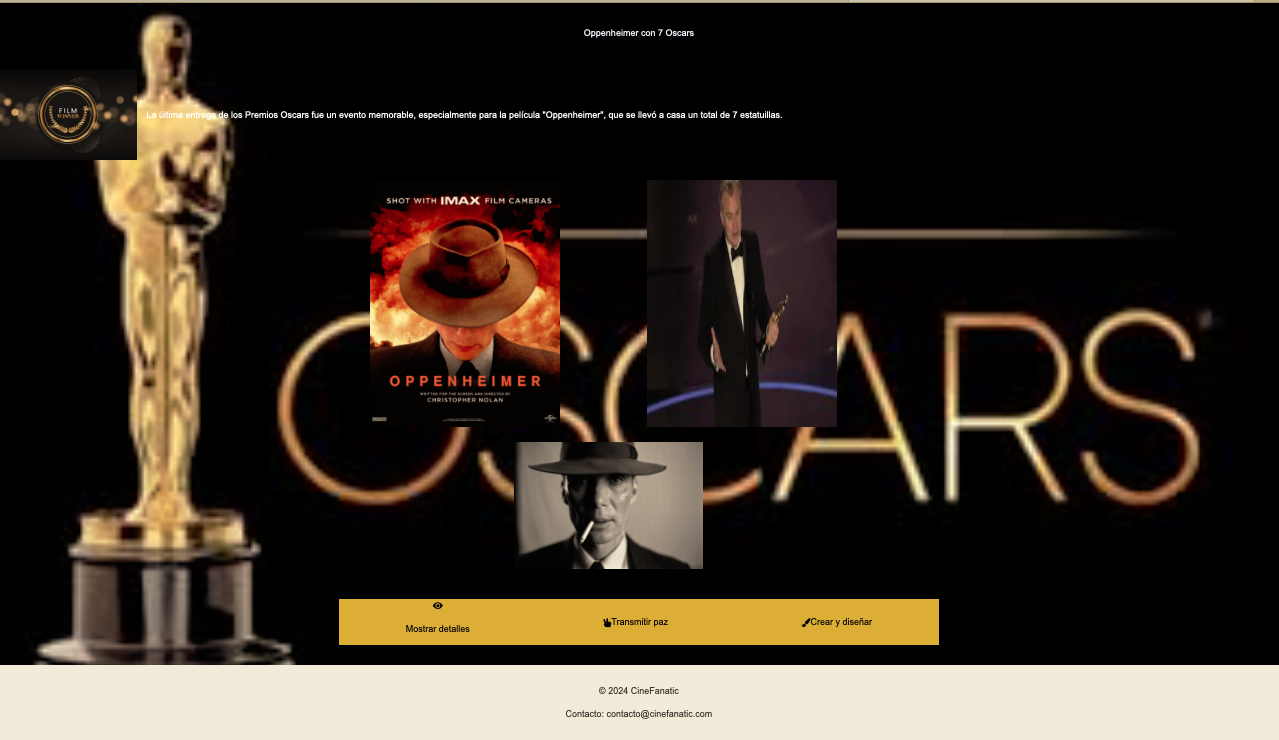 Oppenheimer con 7 Oscars
FILM
WINNER
La última entrega de los Premios Oscars fue un evento memorable, especialmente para la película "Oppenheimer", que se llevó a casa un total de 7 estatuillas.
SHOT WITH IMAX FILM CAMERAS
OPPENHEIMER
WRITTEN FOR THE SCREEN AND DIRECTED BY
CHRISTOPHER NOLAN
OSCARS
Mostrar detalles
Transmitir paz
Crear y diseñar
© 2024 CineFanatic
Contacto: contacto@cinefanatic.com